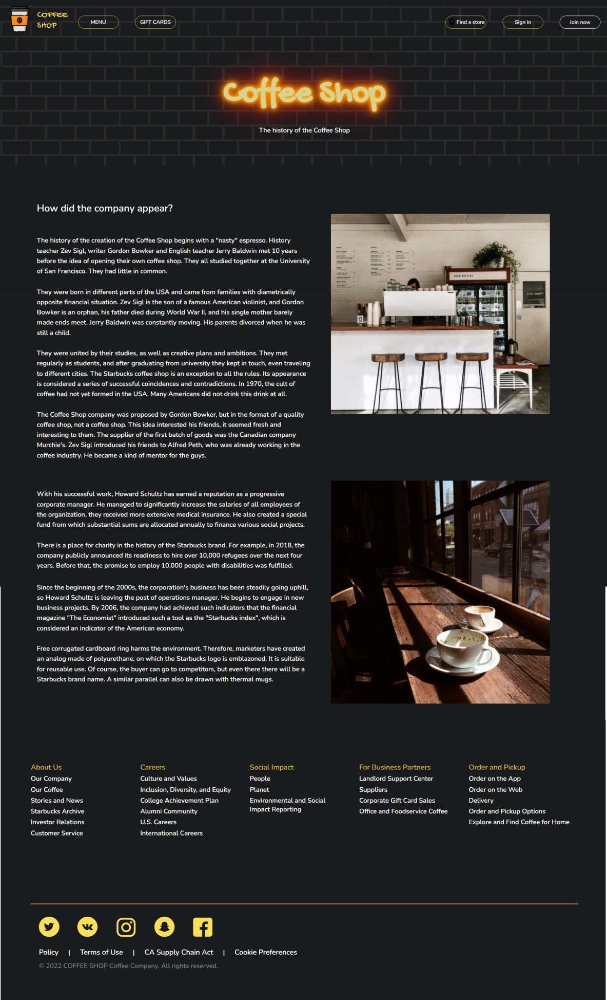 COFFEE
SHOP
MENU
GIFT CARDS
Find a store
Sign in
Join now
Coffee Shop
The history of the Coffee Shop
How did the company appear?
The history of the creation of the Coffee Shop begins with a "nasty" espresso. History
teacher Zev Sigl, writer Gordon Bowker and English teacher Jerry Baldwin met 10 years
before the idea of opening their own coffee shop. They all studied together at the University
of San Francisco. They had little in common.
They were born in different parts of the USA and came from families with diametrically
opposite financial situation. Zev Sigl is the son of a famous American violinist, and Gordon
Bowker is an orphan, his father died during World War II, and his single mother barely
made ends meet. Jerry Baldwin was constantly moving. His parents divorced when he was
still a child.
They were united by their studies, as well as creative plans and ambitions. They met
regularly as students, and after graduating from university they kept in touch, even traveling
to different cities. The Starbucks coffee shop is an exception to all the rules. Its appearance
is considered a series of successful coincidences and contradictions. In 1970, the cult of
coffee had not yet formed in the USA. Many Americans did not drink this drink at all.
The Coffee Shop company was proposed by Gordon Bowker, but in the format of a quality
coffee shop, not a coffee shop. This idea interested his friends, it seemed fresh and
interesting to them. The supplier of the first batch of goods was the Canadian company
Murchie's. Zev Sigl introduced his friends to Alfred Peth, who was already working in the
coffee industry. He became a kind of mentor for the guys.
BEER BOTTLES
STAFF ONLY
13
With his successful work, Howard Schultz has earned a reputation as a progressive
corporate manager. He managed to significantly increase the salaries of all employees of
the organization, they received more extensive medical insurance. He also created a special
fund from which substantial sums are allocated annually to finance various social projects.
There is a place for charity in the history of the Starbucks brand. For example, in 2018, the
company publicly announced its readiness to hire over 10,000 refugees over the next four
years. Before that, the promise to employ 10,000 people with disabilities was fulfilled.
Since the beginning of the 2000s, the corporation's business has been steadily going uphill,
so Howard Schultz is leaving the post of operations manager. He begins to engage in new
business projects. By 2006, the company had achieved such indicators that the financial
magazine "The Economist" introduced such a tool as the "Starbucks index", which is
considered an indicator of the American economy.
Free corrugated cardboard ring harms the environment. Therefore, marketers have created
an analog made of polyurethane, on which the Starbucks logo is emblazoned. It is suitable
for reusable use. Of course, the buyer can go to competitors, but even there there will be a
Starbucks brand name. A similar parallel can also be drawn with thermal mugs.
About Us
Our Company
Our Coffee
Stories and News
Starbucks Archive
Investor Relations
Customer Service
Careers
Culture and Values
Inclusion, Diversity, and Equity
College Achievement Plan
Alumni Community
U.S. Careers
International Careers
Social Impact
People
Planet
Environmental and Social
Impact Reporting
For Business Partners
Landlord Support Center
Suppliers
Corporate Gift Card Sales
Office and Foodservice Coffee
Order and Pickup
Order on the App
Order on the Web
Delivery
Order and Pickup Options
Explore and Find Coffee for Home
Policy | Terms of Use | CA Supply Chain Act | Cookie Preferences
© 2022 COFFEE SHOP Coffee Company. All rights reserved.